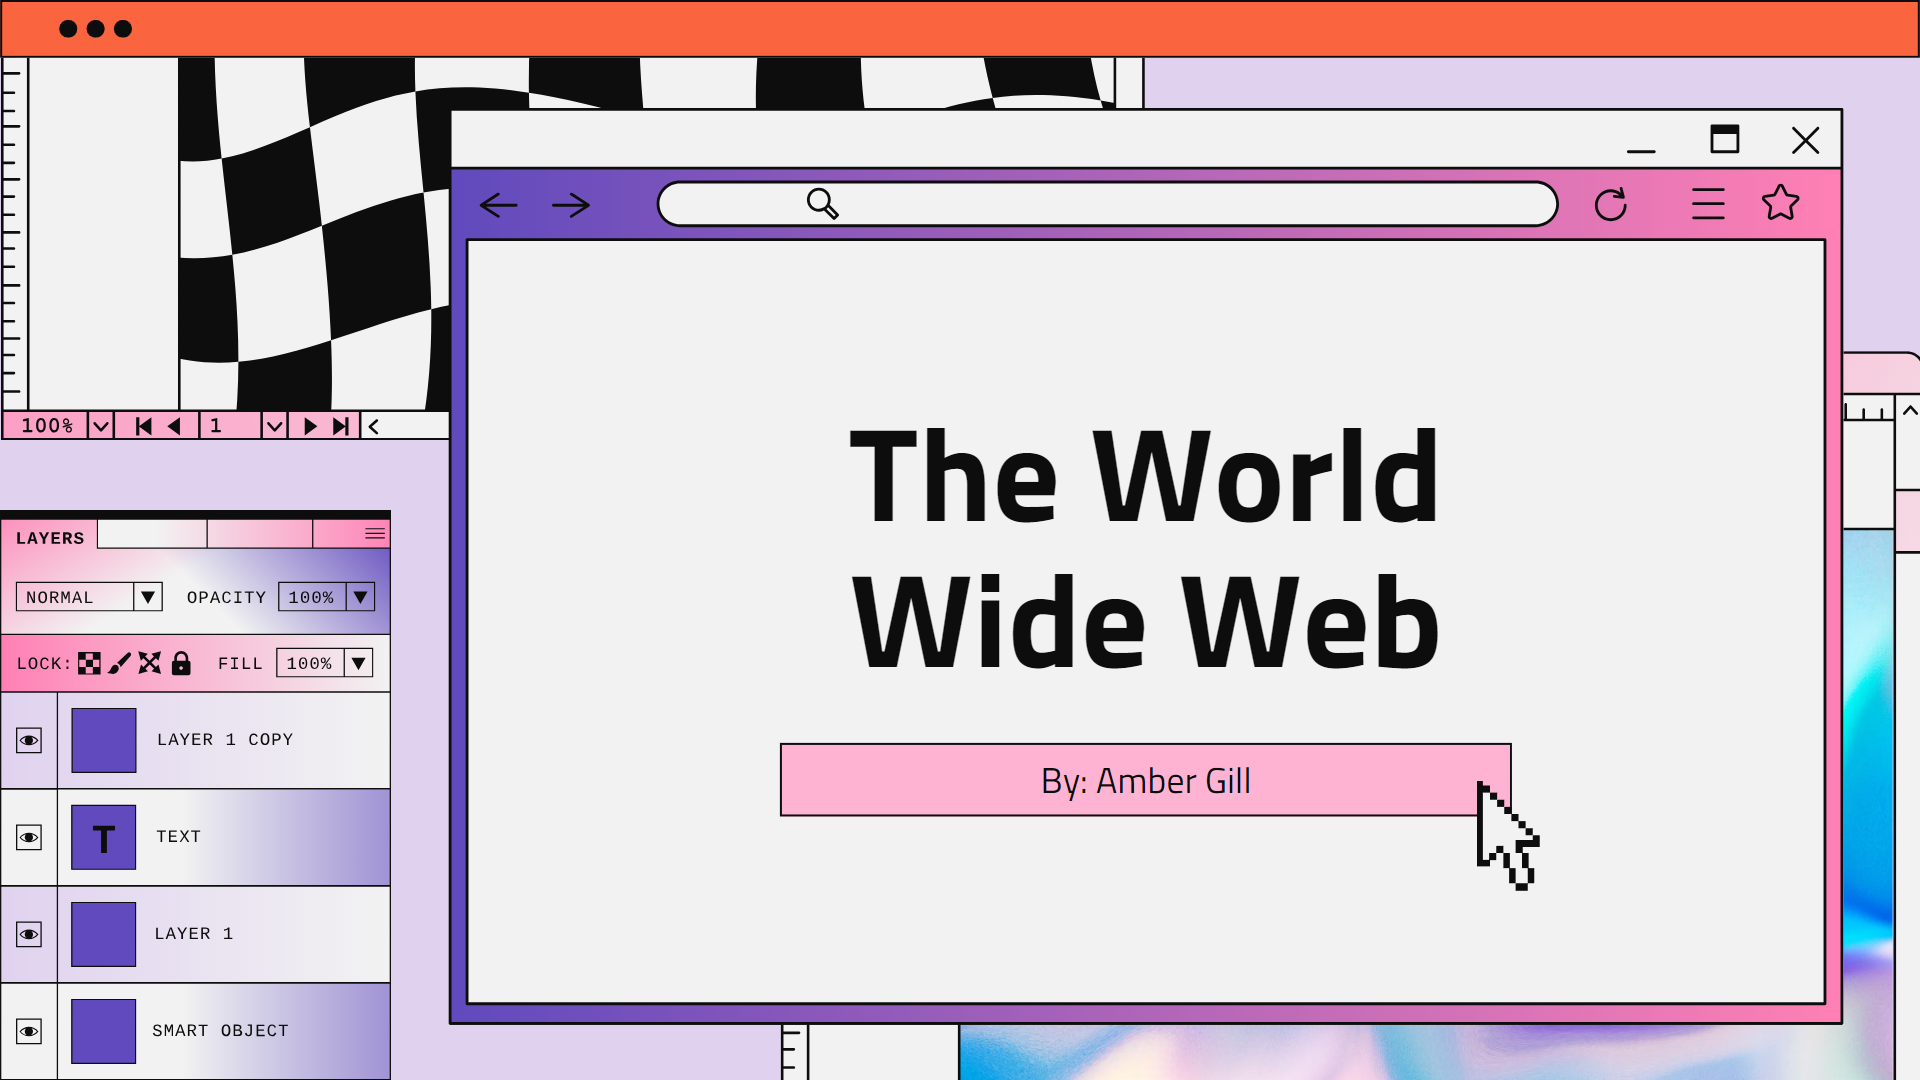 The World
Wide Web
By: Amber Gill
100%
1
LAYERS
NORMAL
OPACITY 100%
LOCK:
FILL 100%
LAYER 1 COPY
T
TEXT
LAYER 1
SMART OBJECT